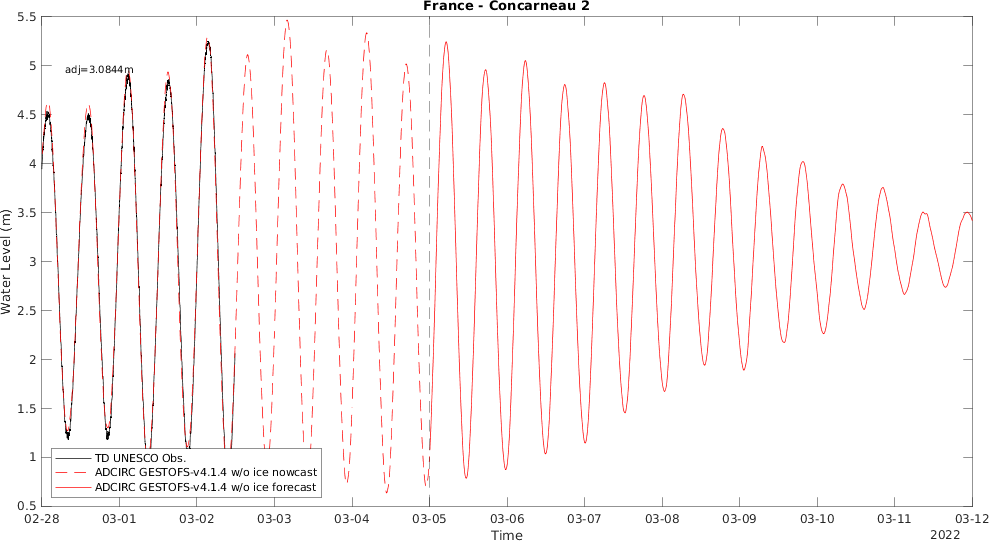 France - Concarneau 2
5.5
5
4.5
4
3.5
3
2.5
2
1.5
1
0.5
Water Level (m)
adj=3.0844m
TD UNESCO Obs.
ADCIRC GESTOFS-v4.1.4 w/o ice nowcast
ADCIRC GESTOFS-v4.1.4 w/o ice forecast
02-28 03-01 03-02 03-03 03-04 03-05 03-06 03-07 03-08 03-09 03-10 03-11 03-12
Time
2022